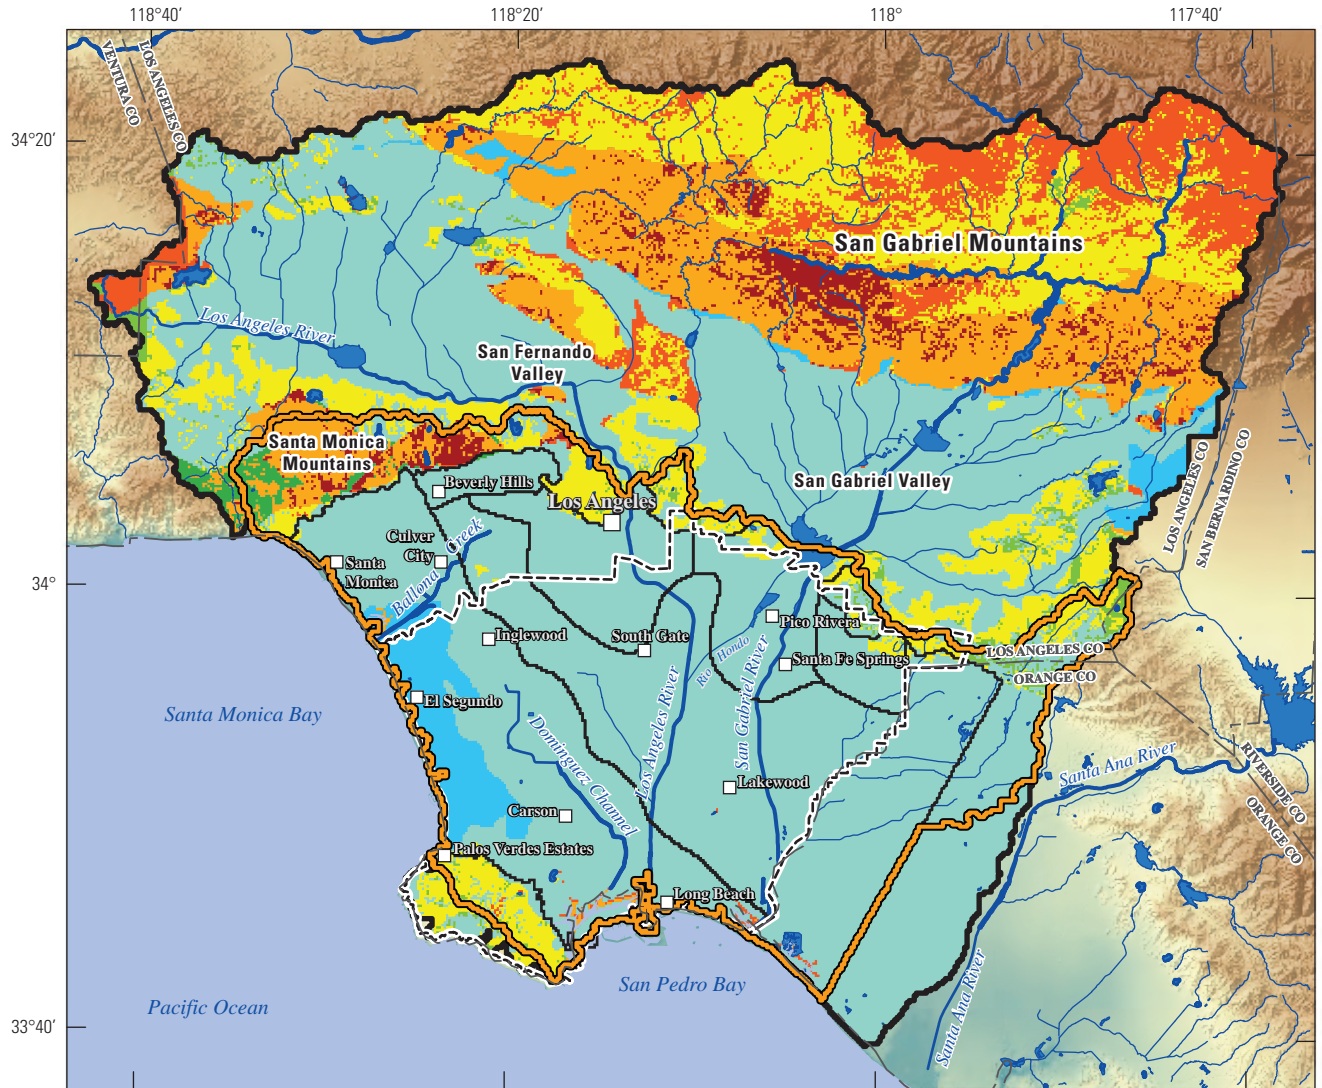 118°40'
118°20'
118°
117°40'
34°20'
34°
33°40'
VENTURA CO
LOS ANGELES CO
San Gabriel Mountains
Los Angeles River
San Fernando
Valley
Santa Monica
Mountains
San Gabriel Valley
Beverly Hills
Los Angeles
LOS ANGELES CO
SAN BERNARDINO CO
Culver
City
Ballona Creek
Santa
Monica
Inglewood
South Gate
Pico Rivera
Rio Hondo
Santa Fe Springs
LOS ANGELES CO
ORANGE CO
El Segundo
Santa Monica Bay
Dominguez Channel
Los Angeles River
San Gabriel River
Lakewood
Santa Ana River
RIVERSIDE CO
ORANGE CO
Carson
Palos Verdes Estates
Long Beach
San Pedro Bay
Pacific Ocean
Santa Ana River